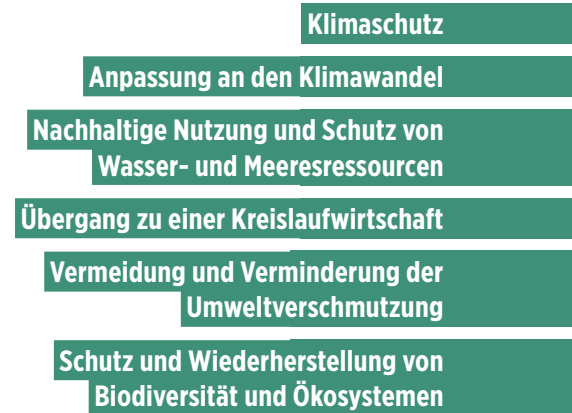 Klimaschutz
Anpassung an den Klimawandel
Nachhaltige Nutzung und Schutz von
Wasser- und Meeresressourcen
Übergang zu einer Kreislaufwirtschaft
Vermeidung und Verminderung der
Umweltverschmutzung
Schutz und Wiederherstellung von
Biodiversität und Ökosystemen